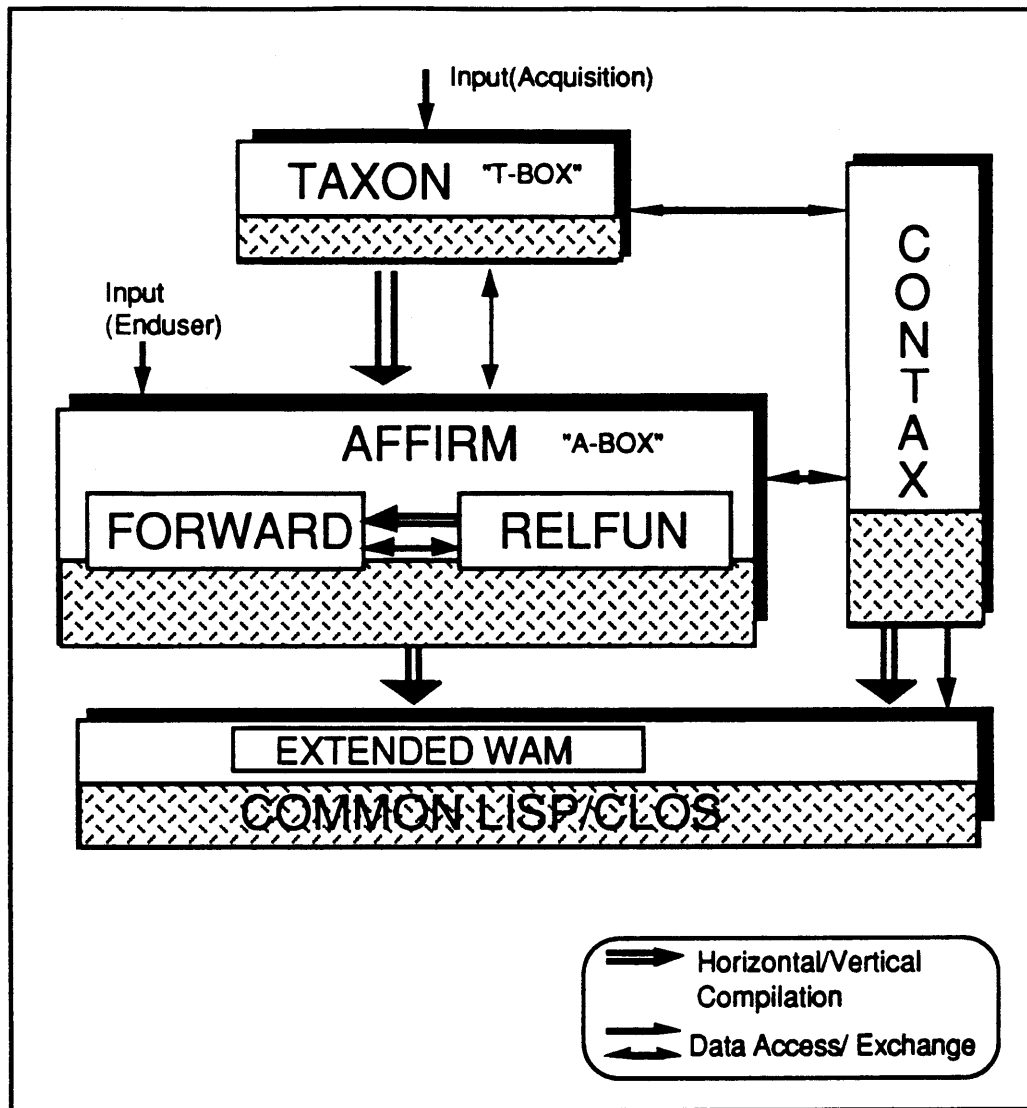 Input(Acquisition)
TAXON "T-BOX"
CONTAX
Input
(Enduser)
AFFIRM "A-BOX"
FORWARD
RELFUN
EXTENDED WAM
COMMON LISP/CLOS
Horizontal/Vertical
Compilation
Data Access/ Exchange